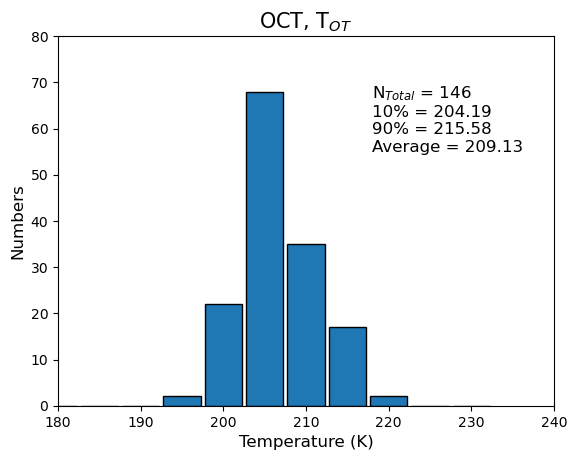 OCT, T_OT
80
70
60
50
40
30
20
10
0
Numbers
N_Total = 146
10% = 204.19
90% = 215.58
Average = 209.13
180 190 200 210 220 230 240
Temperature (K)